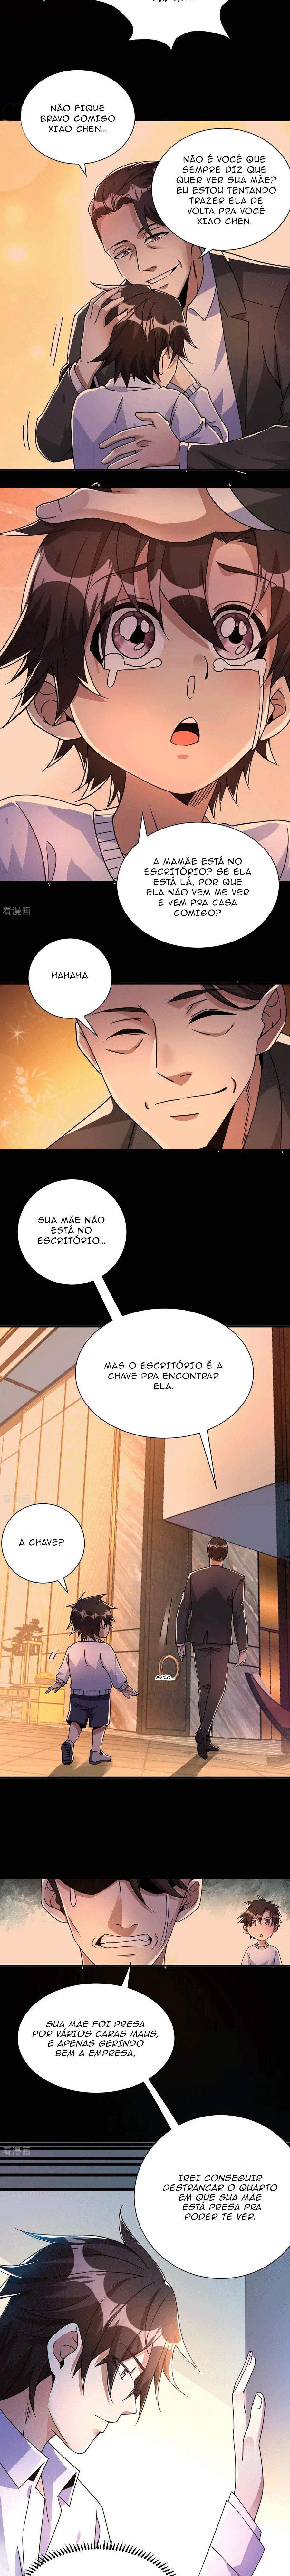 NÃO FIQUE
BRAVO COMIGO
XIAO CHEN...
NÃO É VOCÊ QUE
SEMPRE DIZ QUE
QUER VER SUA MÃE?
EU ESTOU TENTANDO
TRAZER ELA DE
VOLTA PRA VOCÊ
XIAO CHEN.
A MAMÃE ESTÁ NO
ESCRITÓRIO? SE ELA
ESTÁ LÁ, POR QUE
ELA NÃO VEM ME VER
E VEM PRA CASA
COMIGO?
看漫画
HAHAHA
SUA MÃE NÃO
ESTÁ NO
ESCRITÓRIO...
MAS O ESCRITÓRIO É A
CHAVE PRA ENCONTRAR
ELA.
A CHAVE?
SUA MÃE FOI PRESA
POR VÁRIOS CARAS MAUS,
E APENAS GERINDO
BEM A EMPRESA,
看漫画
IREI CONSEGUIR
DESTRANCAR O QUARTO
EM QUE SUA MÃE
ESTÁ PRESA PRA
PODER TE VER.